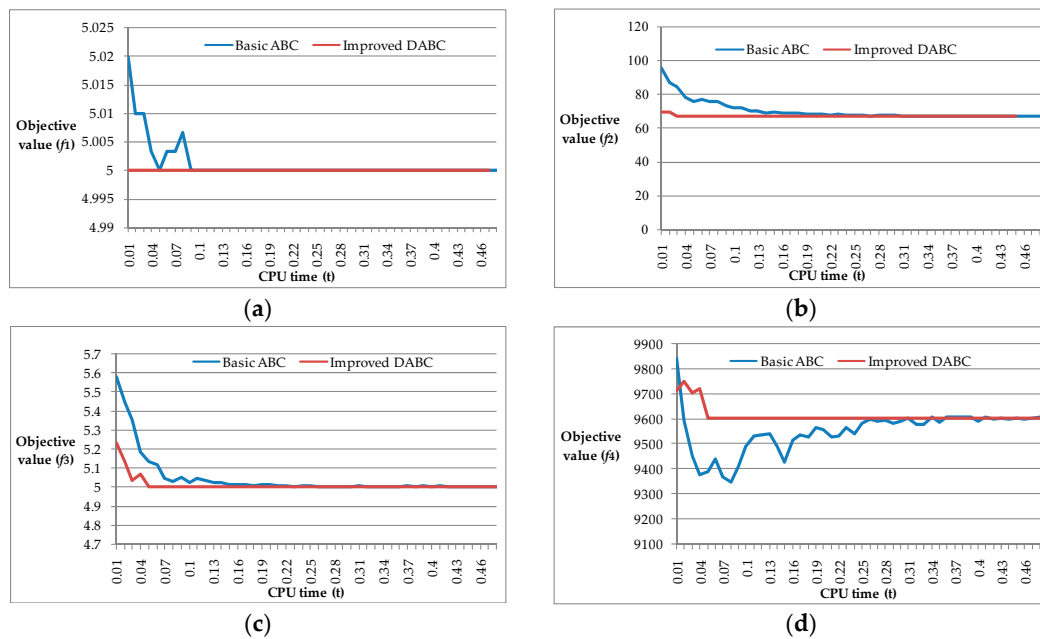 5.025
5.02
5.015
5.01
5.005
5
4.995
4.99
Basic ABC Improved DABC
Objective
value (f1)
0.01 0.04 0.07 0.1 0.13 0.16 0.19 0.22 0.25 0.28 0.31 0.34 0.37 0.4 0.43 0.46
CPU time (t)
(a)
120
100
80
60
40
20
0
Basic ABC Improved DABC
Objective
value (f2)
0.01 0.04 0.07 0.1 0.13 0.16 0.19 0.22 0.25 0.28 0.31 0.34 0.37 0.4 0.43 0.46
CPU time (t)
(b)
5.7
5.6
5.5
5.4
5.3
5.2
5.1
5
4.9
4.8
4.7
Basic ABC Improved DABC
Objective
value (f3)
0.01 0.04 0.07 0.1 0.13 0.16 0.19 0.22 0.25 0.28 0.31 0.34 0.37 0.4 0.43 0.46
CPU time (t)
(c)
9900
9800
9700
9600
9500
9400
9300
9200
9100
Basic ABC Improved DABC
Objective
value (f4)
0.01 0.04 0.07 0.1 0.13 0.16 0.19 0.22 0.25 0.28 0.31 0.34 0.37 0.4 0.43 0.46
CPU time (t)
(d)